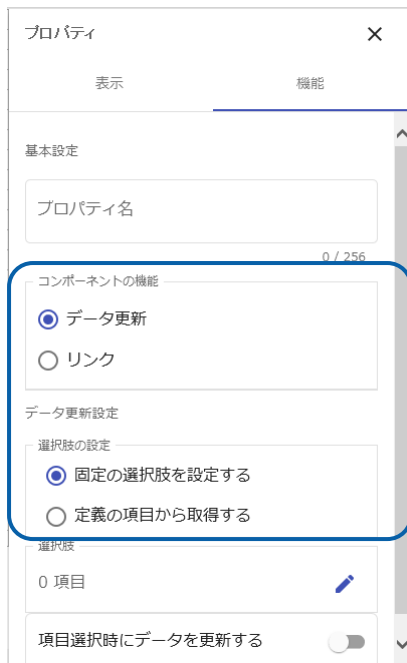 プロパティ
表示 機能
基本設定
プロパティ名
0 / 256
コンポーネントの機能
データ更新
リンク
データ更新設定
選択肢の設定
固定の選択肢を設定する
定義の項目から取得する
選択肢
0 項目
項目選択時にデータを更新する